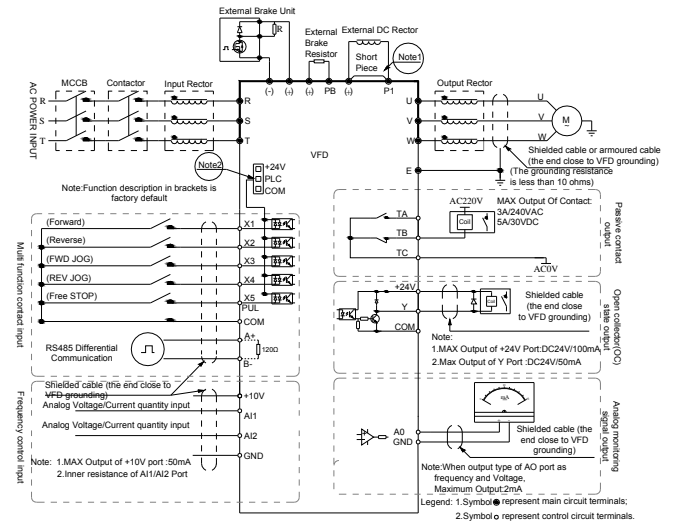 External Brake Unit
R
External
Brake
Resistor
External DC Rector
Short
Piece
Note1
MCCB
Contactor
Input Rector
(-)
(+)
(+)
PB
(+)
P1
Output Rector
AC POWER INPUT
R
S
T
R
S
T
U
V
W
U
V
W
M
~
VFD
E
Shielded cable or armoured cable
(the end close to VFD grounding)
(The grounding resistance
is less than 10 ohms)
Note2
+24V
PLC
COM
Note:Function description in brackets is
factory default
Multi function contact input
(Forward)
(Reverse)
(FWD JOG)
(REV JOG)
(Free STOP)
X1
X2
X3
X4
X5
PUL
COM
A+
B-
120Ω
RS485 Differential
Communication
Shielded cable (the end close to
VFD grounding)
Frequency control input
Analog Voltage/Current quantity input
Analog Voltage/Current quantity input
+10V
AI1
AI2
GND
Note: 1.MAX Output of +10V port :50mA
2.Inner resistance of AI1/AI2 Port
TA
TB
TC
AC220V
Coil
MAX Output Of Contact:
3A/240VAC
5A/30VDC
AC0V
Passive contact
output
+24V
Y
COM
Coil
Shielded cable
(the end close
to VFD grounding)
Note:
1.MAX Output of +24V Port:DC24V/100mA
2.Max Output of Y Port :DC24V/50mA
Open collector(OC)
state output
A0
GND
Shielded cable (the
end close to VFD
grounding)
Note:When output type of AO port as
frequency and Voltage,
Maximum Output:2mA
Analog monitoring
signal output
Legend: 1.Symbol represent main circuit terminals;
2.Symbol represent control circuit terminals.